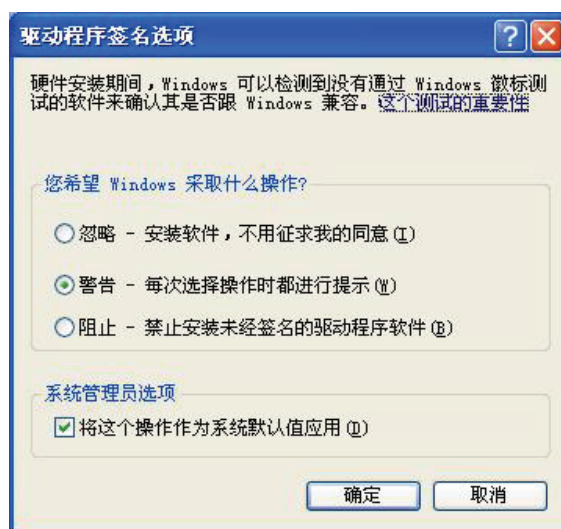 驱动程序签名选项
硬件安装期间，Windows 可以检测到没有通过 Windows 徽标测
试的软件来确认其是否跟 Windows 兼容。这个测试的重要性
您希望 Windows 采取什么操作?
忽略 - 安装软件，不用征求我的同意(I)
警告 - 每次选择操作时都进行提示(W)
阻止 - 禁止安装未经签名的驱动程序软件(B)
系统管理员选项
将这个操作作为系统默认值应用(D)
确定 取消